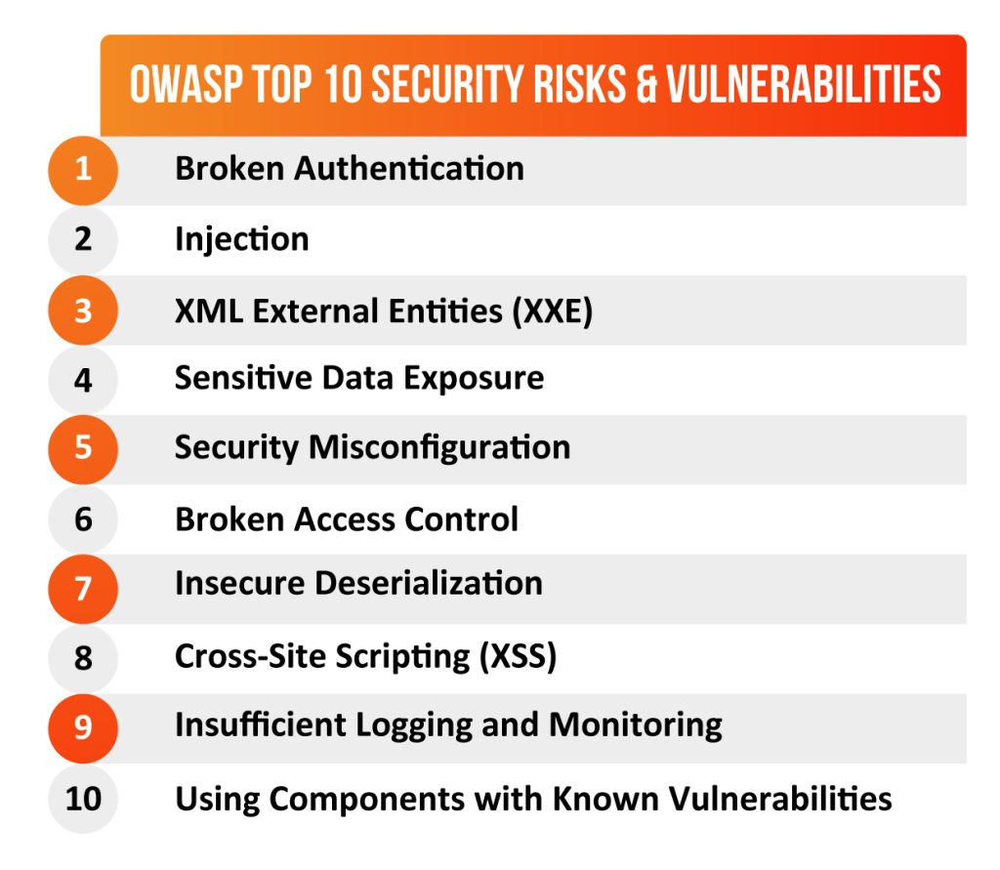 OWASP TOP 10 SECURITY RISKS & VULNERABILITIES
1 Broken Authentication
2 Injection
3 XML External Entities (XXE)
4 Sensitive Data Exposure
5 Security Misconfiguration
6 Broken Access Control
7 Insecure Deserialization
8 Cross-Site Scripting (XSS)
9 Insufficient Logging and Monitoring
10 Using Components with Known Vulnerabilities